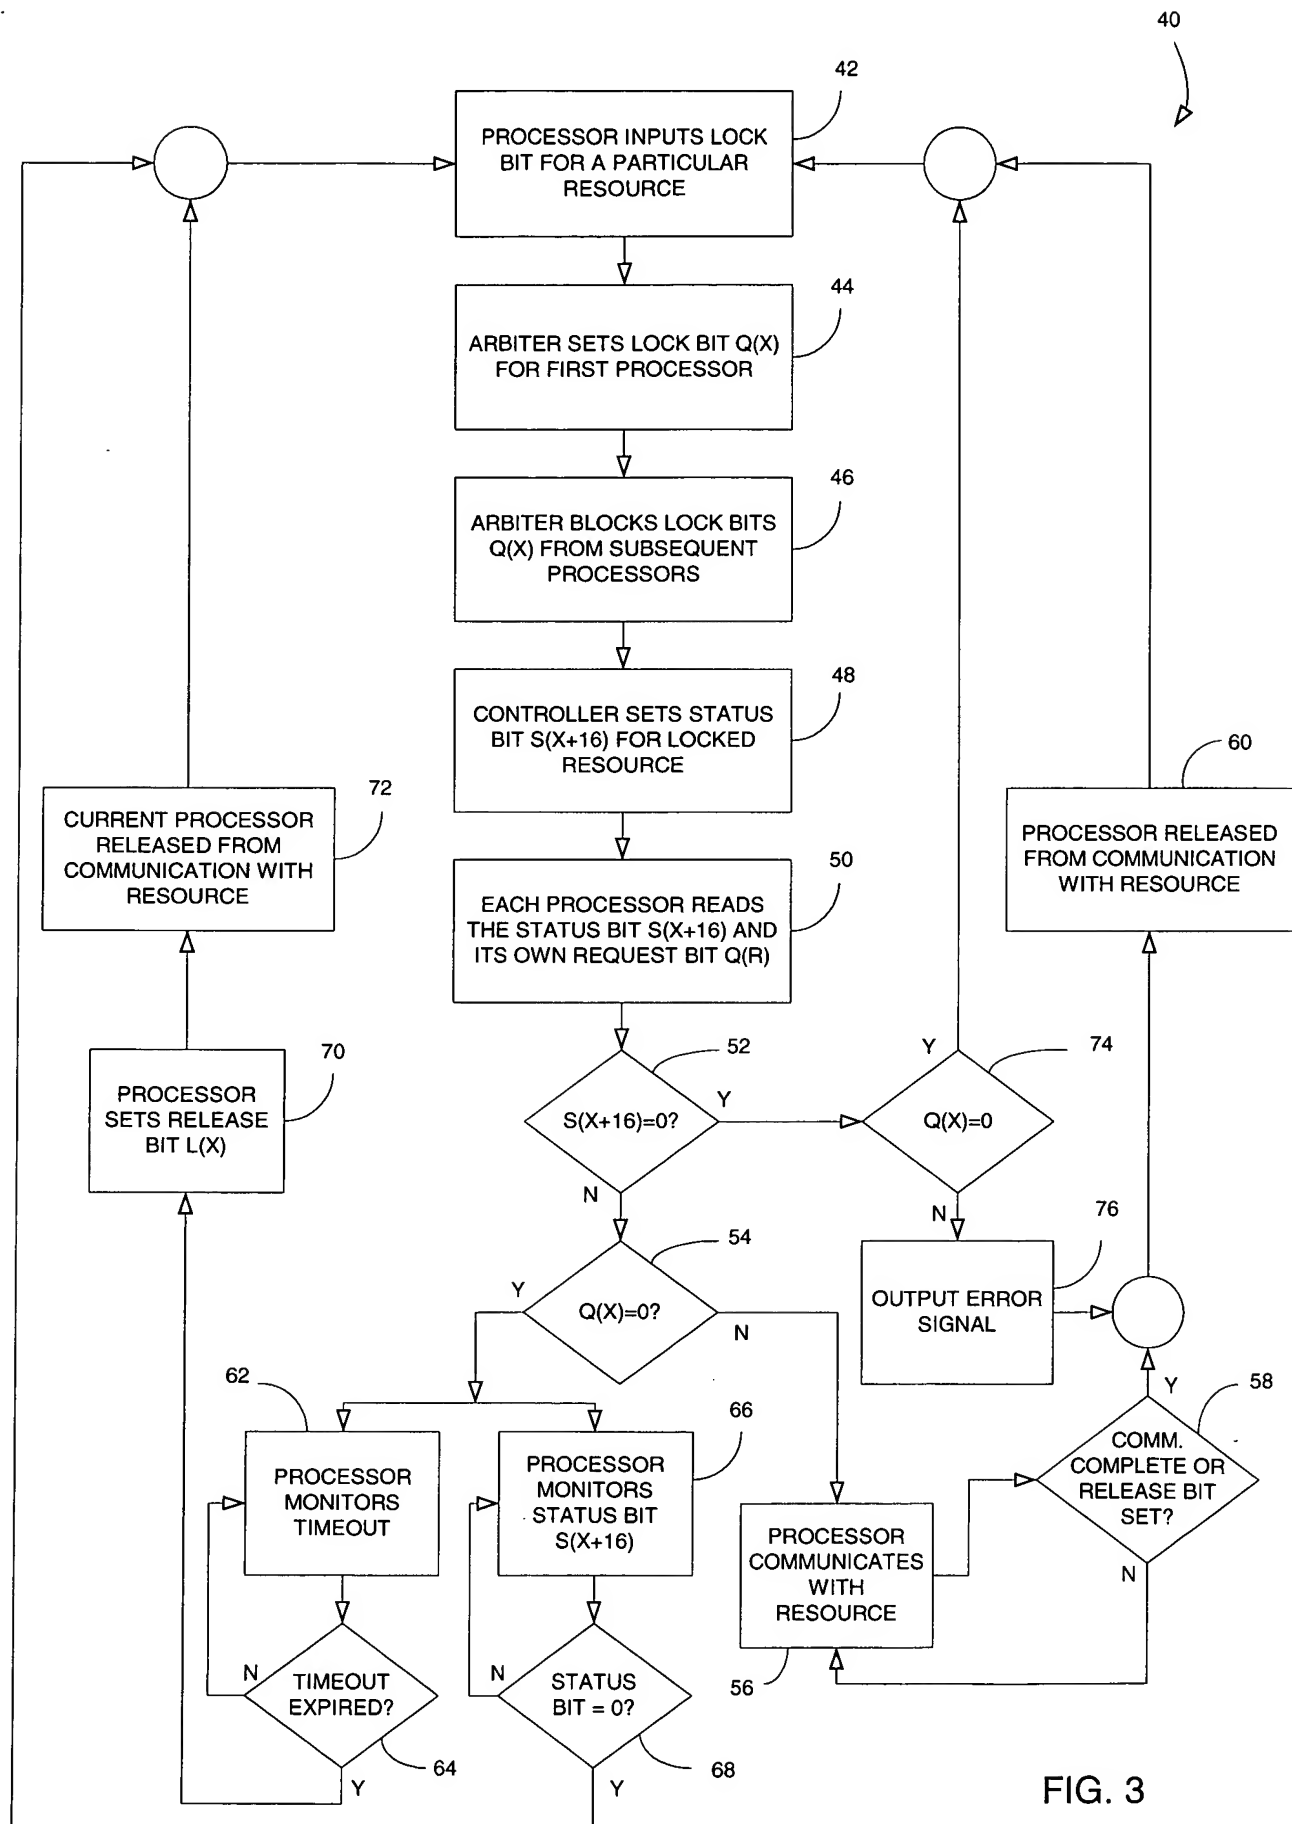 40
42
PROCESSOR INPUTS LOCK
BIT FOR A PARTICULAR
RESOURCE
44
ARBITER SETS LOCK BIT Q(X)
FOR FIRST PROCESSOR
46
ARBITER BLOCKS LOCK BITS
Q(X) FROM SUBSEQUENT
PROCESSORS
48
CONTROLLER SETS STATUS
BIT S(X+16) FOR LOCKED
RESOURCE
60
72
CURRENT PROCESSOR
RELEASED FROM
COMMUNICATION WITH
RESOURCE
PROCESSOR RELEASED
FROM COMMUNICATION
WITH RESOURCE
50
EACH PROCESSOR READS
THE STATUS BIT S(X+16) AND
ITS OWN REQUEST BIT Q(R)
70
PROCESSOR
SETS RELEASE
BIT L(X)
52
S(X+16)=0?
Y
N
Y
74
Q(X)=0
N
76
OUTPUT ERROR
SIGNAL
54
Y
Q(X)=0?
N
62
PROCESSOR
MONITORS
TIMEOUT
66
PROCESSOR
MONITORS
STATUS BIT
S(X+16)
Y
58
COMM.
COMPLETE OR
RELEASE BIT
SET?
N
PROCESSOR
COMMUNICATES
WITH
RESOURCE
56
N
TIMEOUT
EXPIRED?
64
Y
N
STATUS
BIT = 0?
68
Y
FIG. 3